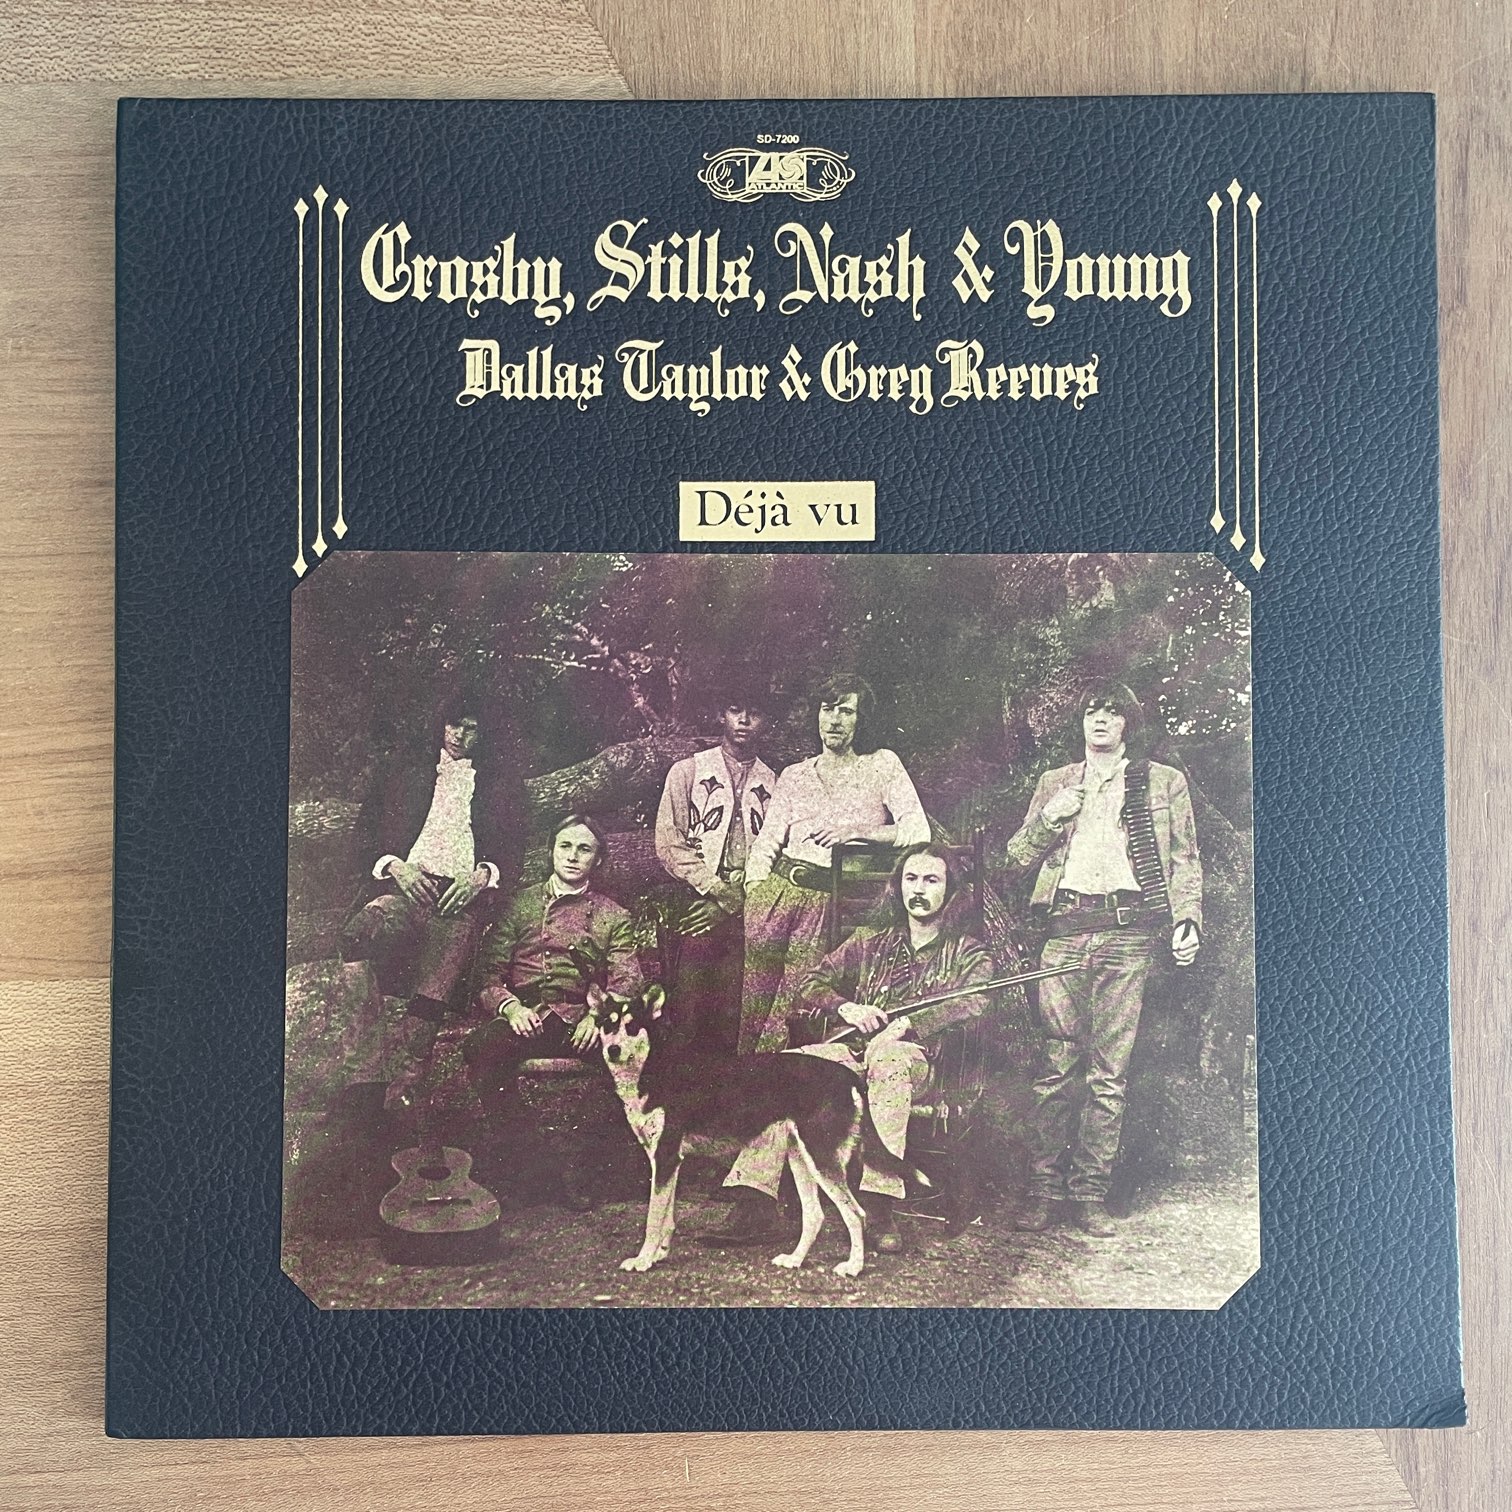 SD-7200
ATLANTIC
Crosby, Stills, Nash & Young
Dallas Taylor & Greg Reeves
Déjà vu